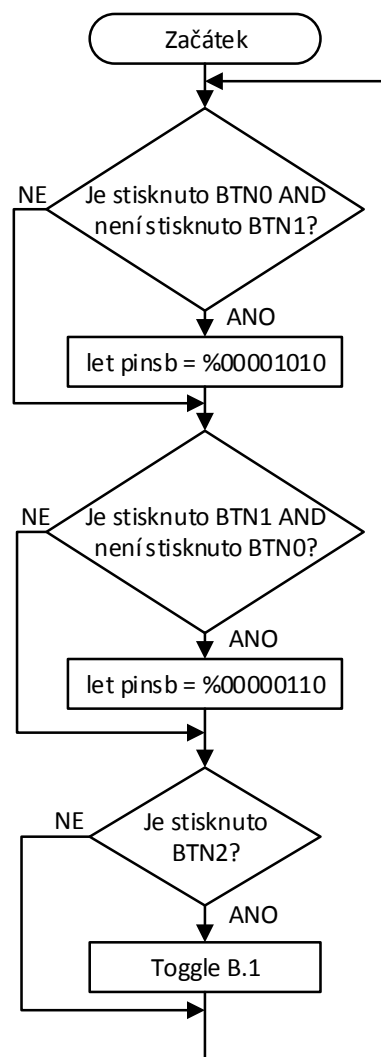 Začátek
NE
Je stisknuto BTN0 AND
není stisknuto BTN1?
ANO
let pinsb = %00001010
NE
Je stisknuto BTN1 AND
není stisknuto BTN0?
ANO
let pinsb = %00000110
NE
Je stisknuto
BTN2?
ANO
Toggle B.1